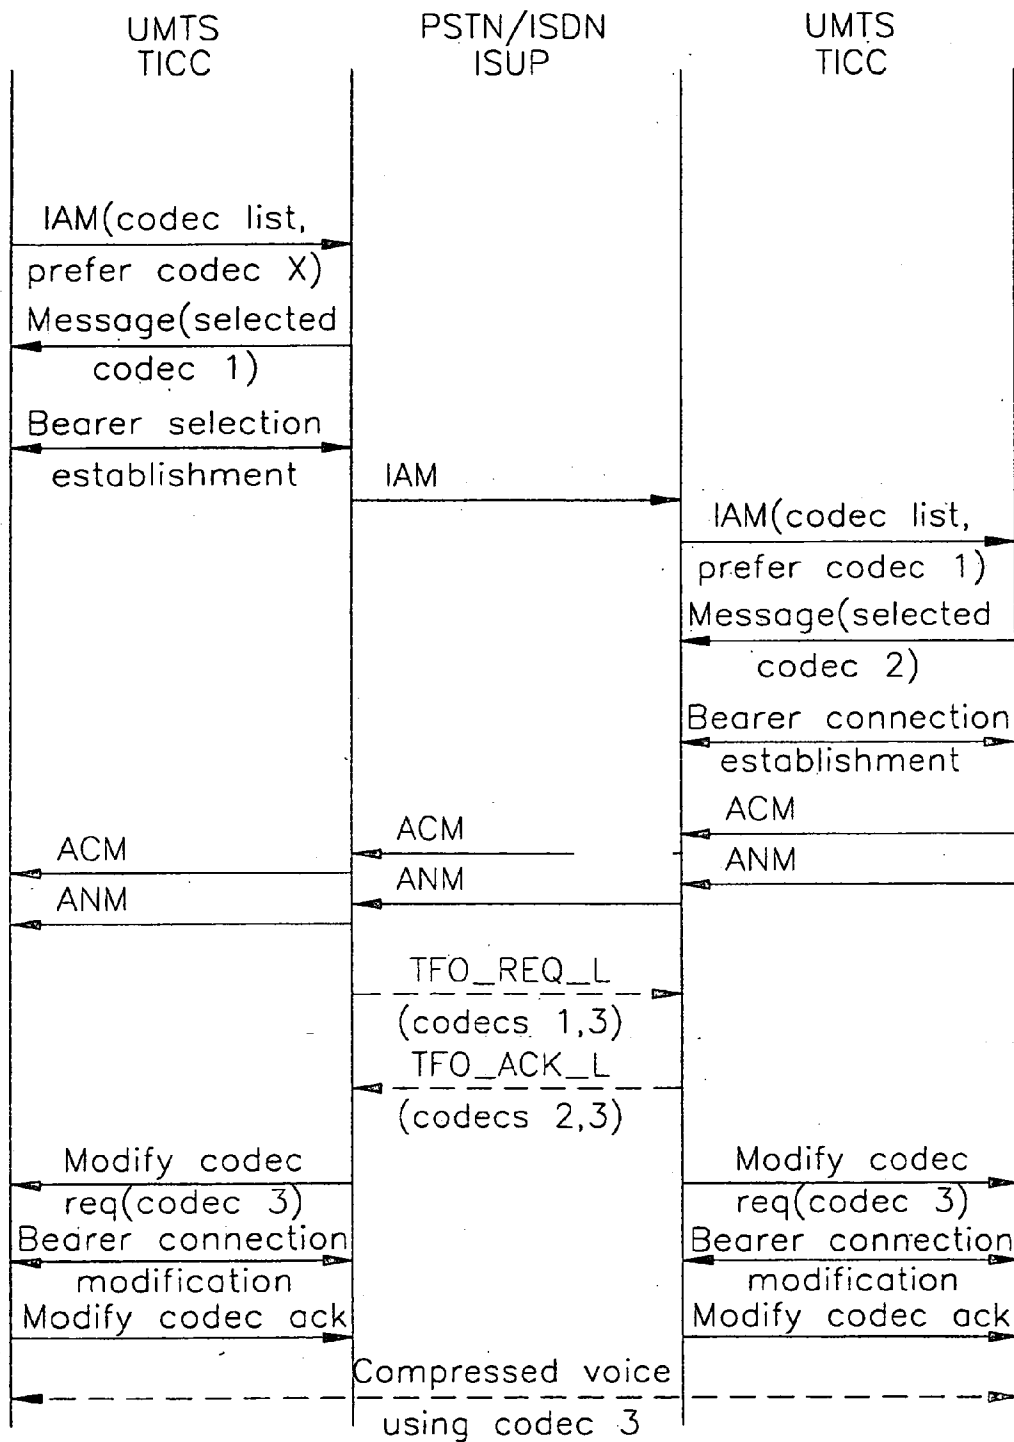 UMTS
TICC
PSTN/ISDN
ISUP
UMTS
TICC
IAM(codec list,
prefer codec X)
Message(selected
codec 1)
Bearer selection
establishment
IAM
IAM(codec list,
prefer codec 1)
Message(selected
codec 2)
Bearer connection
establishment
ACM
ACM
ACM
ANM
ANM
ANM
TFO_REQ_L
(codecs 1,3)
TFO_ACK_L
(codecs 2,3)
Modify codec
req(codec 3)
Bearer connection
modification
Modify codec ack
Modify codec
req(codec 3)
Bearer connection
modification
Modify codec ack
Compressed voice
using codec 3